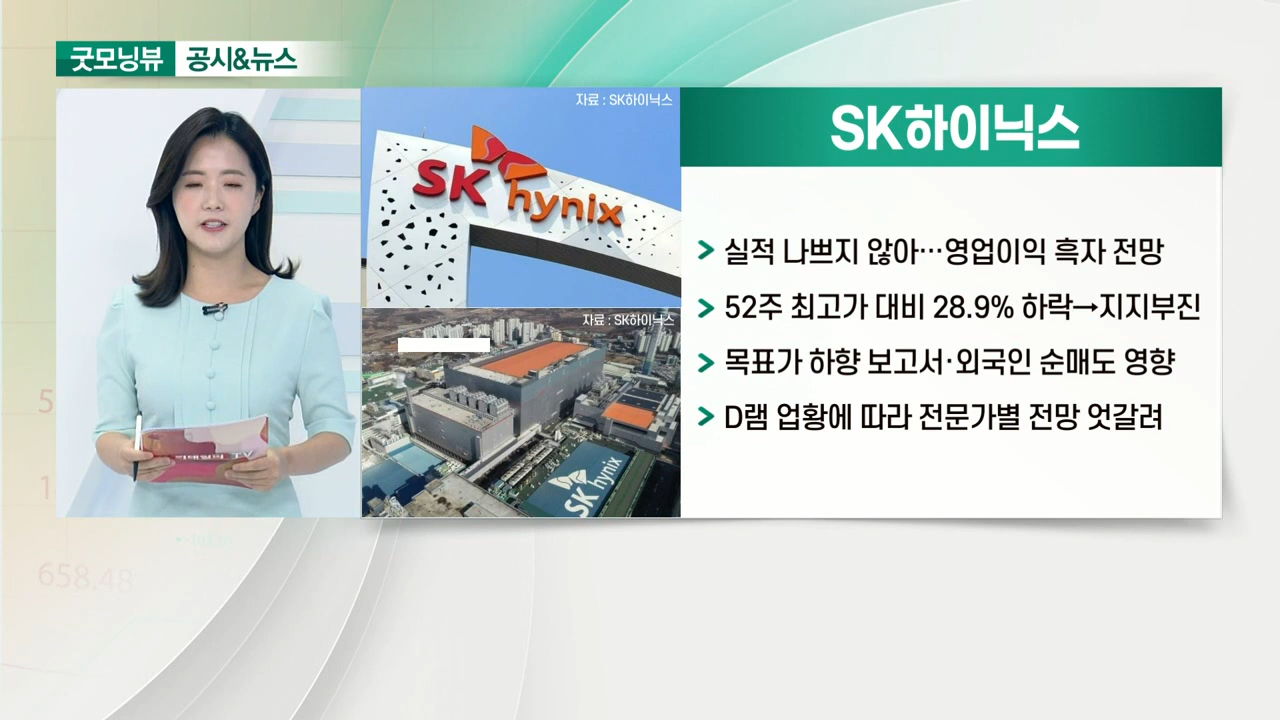 굿모닝뷰 공시&뉴스
자료 : SK하이닉스
SK hynix
자료 : SK하이닉스
SK hynix
SK하이닉스
실적 나쁘지 않아…영업이익 흑자 전망
52주 최고가 대비 28.9% 하락→지지부진
목표가 하향 보고서·외국인 순매도 영향
D램 업황에 따라 전문가별 전망 엇갈려
658.48